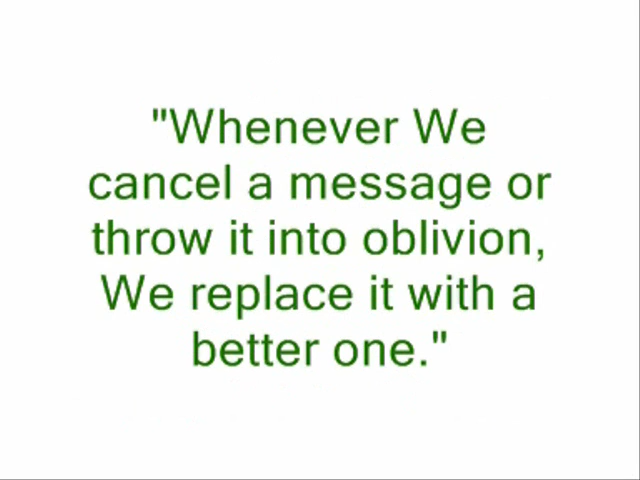 "Whenever We
cancel a message or
throw it into oblivion,
We replace it with a
better one."